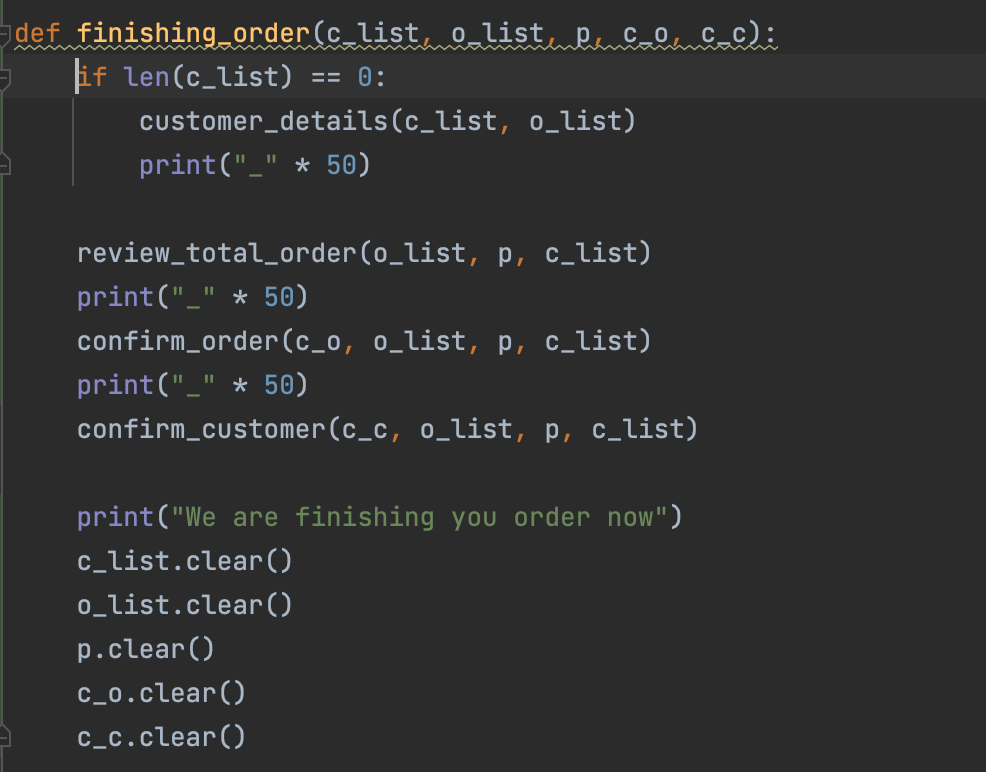 def finishing_order(c_list, o_list, p, c_o, c_c):
    if len(c_list) == 0:
        customer_details(c_list, o_list)
        print("_" * 50)

    review_total_order(o_list, p, c_list)
    print("_" * 50)
    confirm_order(c_o, o_list, p, c_list)
    print("_" * 50)
    confirm_customer(c_c, o_list, p, c_list)

    print("We are finishing you order now")
    c_list.clear()
    o_list.clear()
    p.clear()
    c_o.clear()
    c_c.clear()